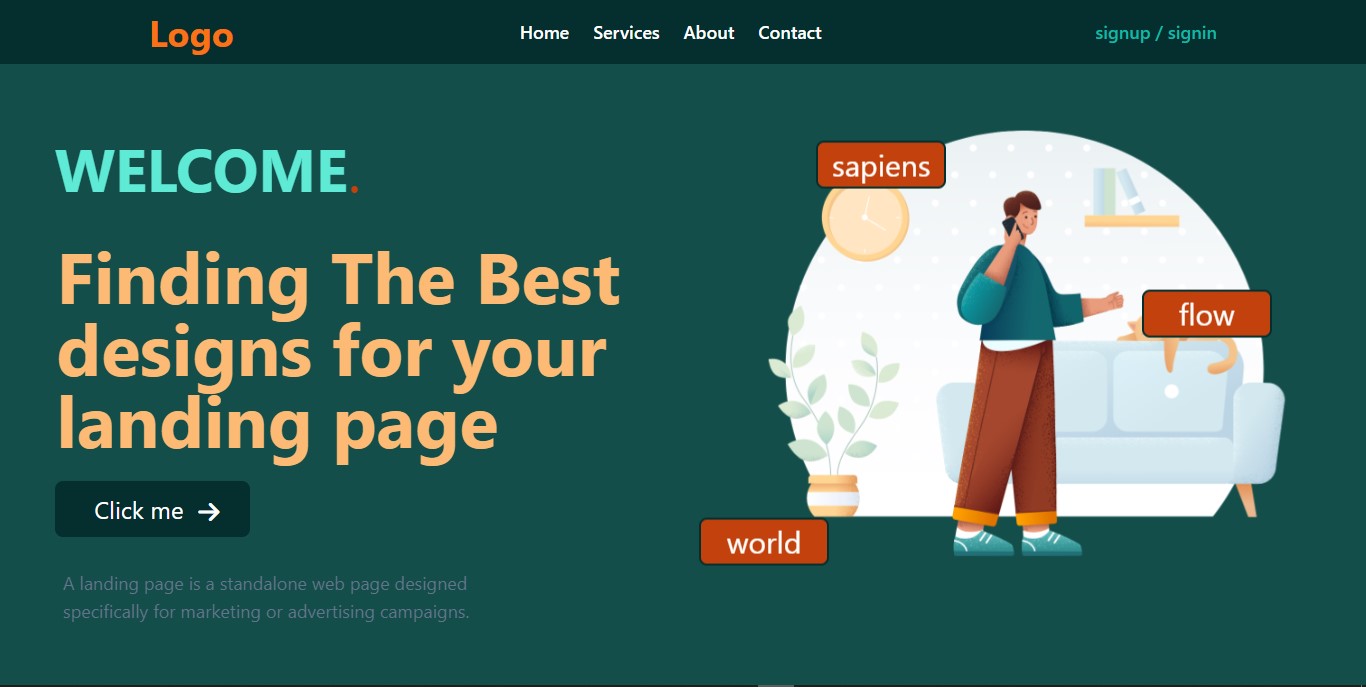 Logo
Home Services About Contact
signup / signin
WELCOME.
Finding The Best
designs for your
landing page
Click me →
A landing page is a standalone web page designed
specifically for marketing or advertising campaigns.
sapiens
flow
world